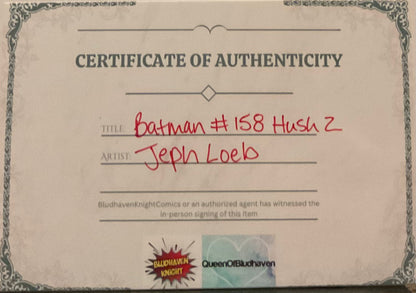 CERTIFICATE OF AUTHENTICITY
TITLE: Batman # 158 Hush 2
ARTIST: Jeph Loeb
BludhavenKnightComics or an authorized agent has witnessed the
in-person signing of this item
BLUDHAVEN
KNIGHT
QueenOfBludhaven